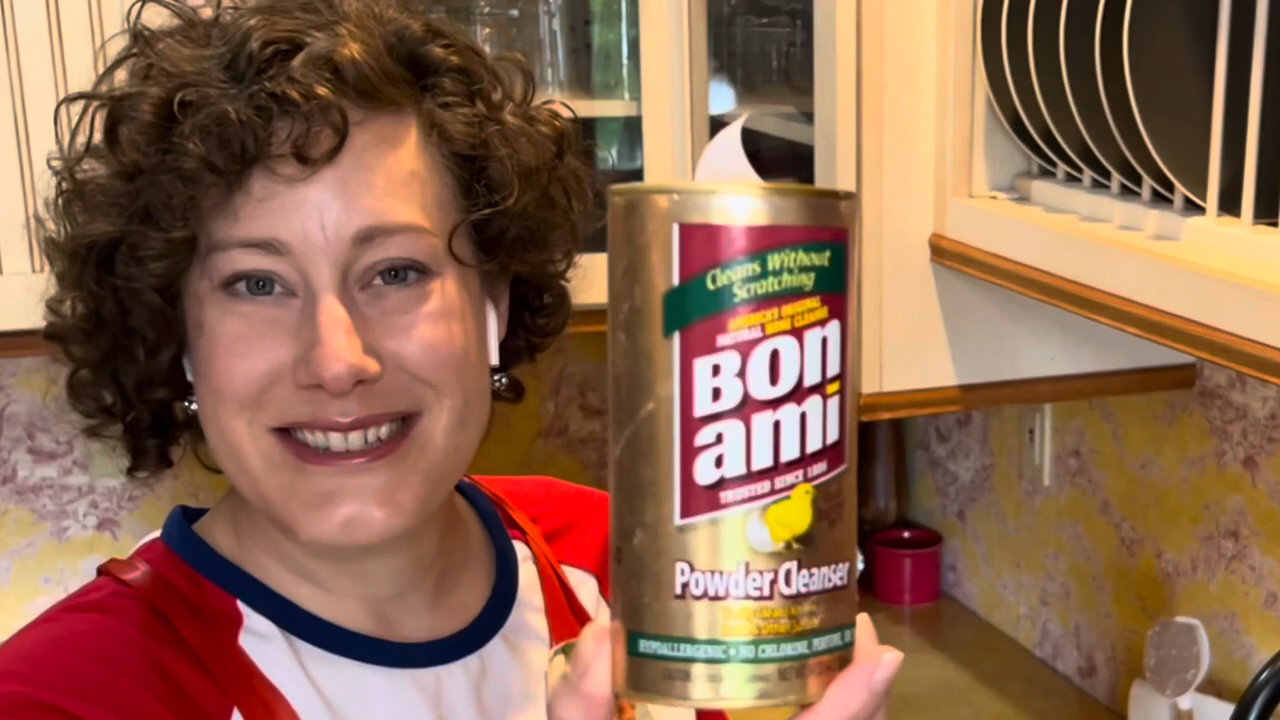 Cleans Without
Scratching
AMERICA'S ORIGINAL
NATURAL HOME CLEANER
Bon
ami
TRUSTED SINCE 1886
Powder Cleanser
HYPOALLERGENIC • NO CHLORINE, PERFUME,